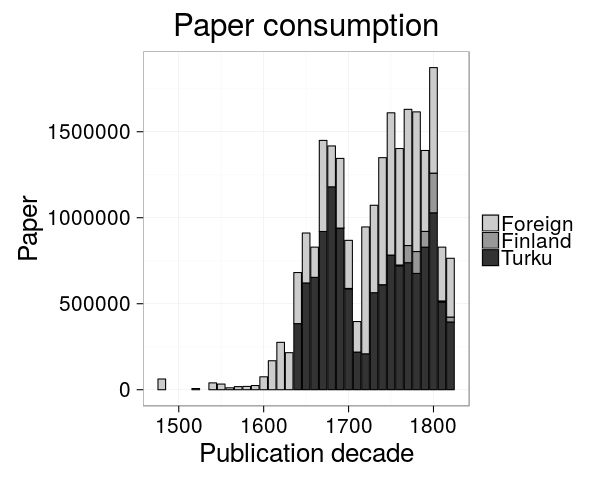 Paper consumption
Paper
1500000
1000000
500000
0
1500 1600 1700 1800
Publication decade
Foreign
Finland
Turku